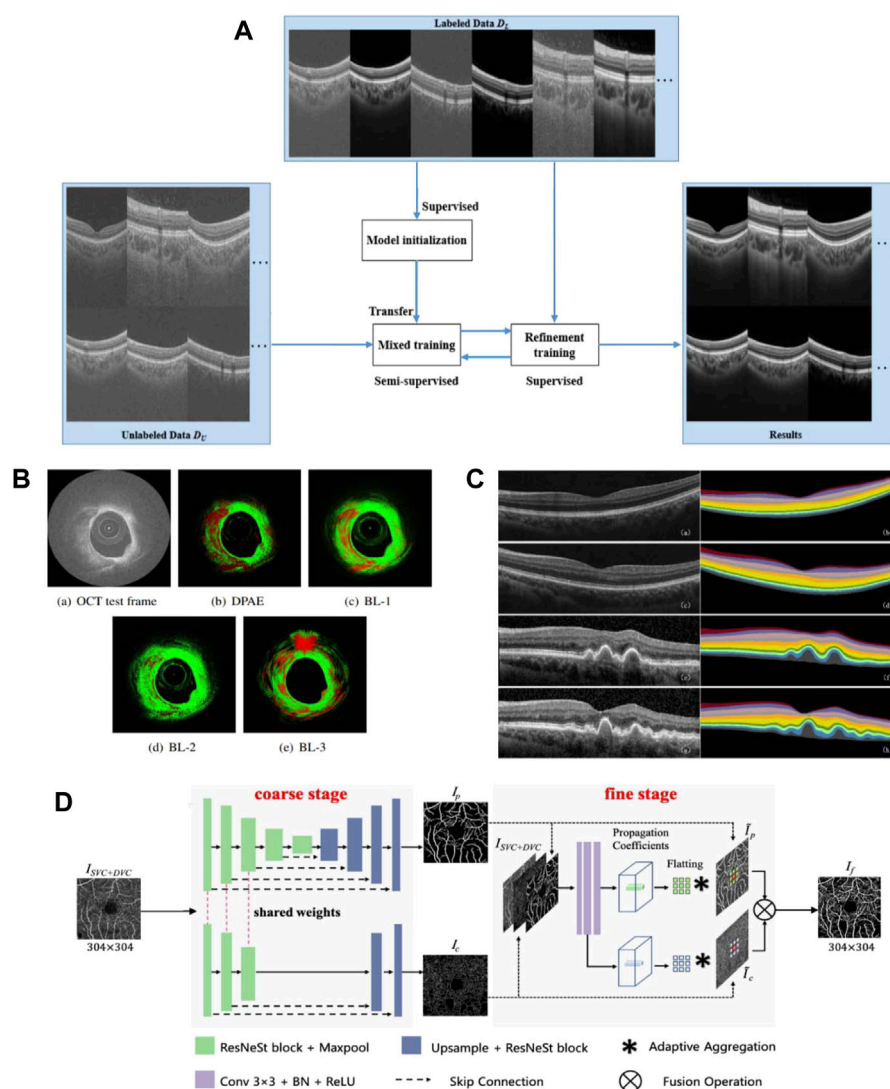 A
Labeled Data D_L
...
Supervised
Model initialization
Transfer
Mixed training
Refinement
training
Semi-supervised
Supervised
...
...
Unlabeled Data D_U
Results
B
(a) OCT test frame
(b) DPAE
(c) BL-1
(d) BL-2
(e) BL-3
C
(a)
(c)
(d
(e)
(f)
(g)
(h
D
coarse stage
fine stage
I_p
I_SVC+DVC
304×304
shared weights
I_c
I_SVC+DVC
Propagation
Coefficients
Flatting
Ĩ_p
Ĩ_c
I_f
304×304
ResNeSt block + Maxpool
Upsample + ResNeSt block
Adaptive Aggregation
Conv 3×3 + BN + ReLU
Skip Connection
Fusion Operation